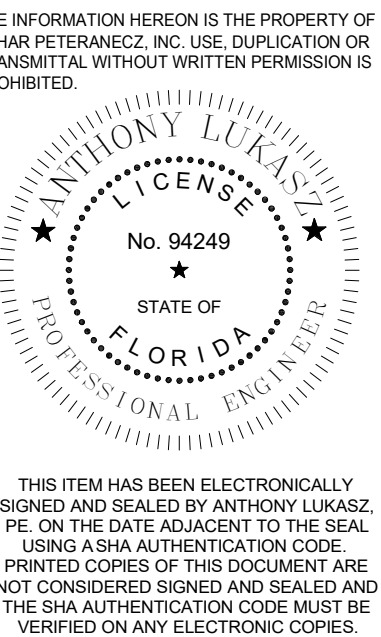 E INFORMATION HEREON IS THE PROPERTY OF
HAR PETERANECZ, INC. USE, DUPLICATION OR
ANSMITTAL WITHOUT WRITTEN PERMISSION IS
OHIBITED.
ANTHONY LUKASZ
LICENSE
No. 94249
STATE OF
FLORIDA
PROFESSIONAL ENGINEER
THIS ITEM HAS BEEN ELECTRONICALLY
SIGNED AND SEALED BY ANTHONY LUKASZ,
PE. ON THE DATE ADJACENT TO THE SEAL
USING A SHA AUTHENTICATION CODE.
PRINTED COPIES OF THIS DOCUMENT ARE
NOT CONSIDERED SIGNED AND SEALED AND
THE SHA AUTHENTICATION CODE MUST BE
VERIFIED ON ANY ELECTRONIC COPIES.